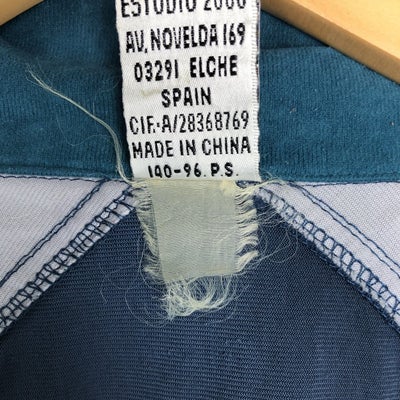 ESTUDIO 2000
AV, NOVELDA 169
03291 ELCHE
SPAIN
CIF.-A/28368769
MADE IN CHINA
190-96. P.S.